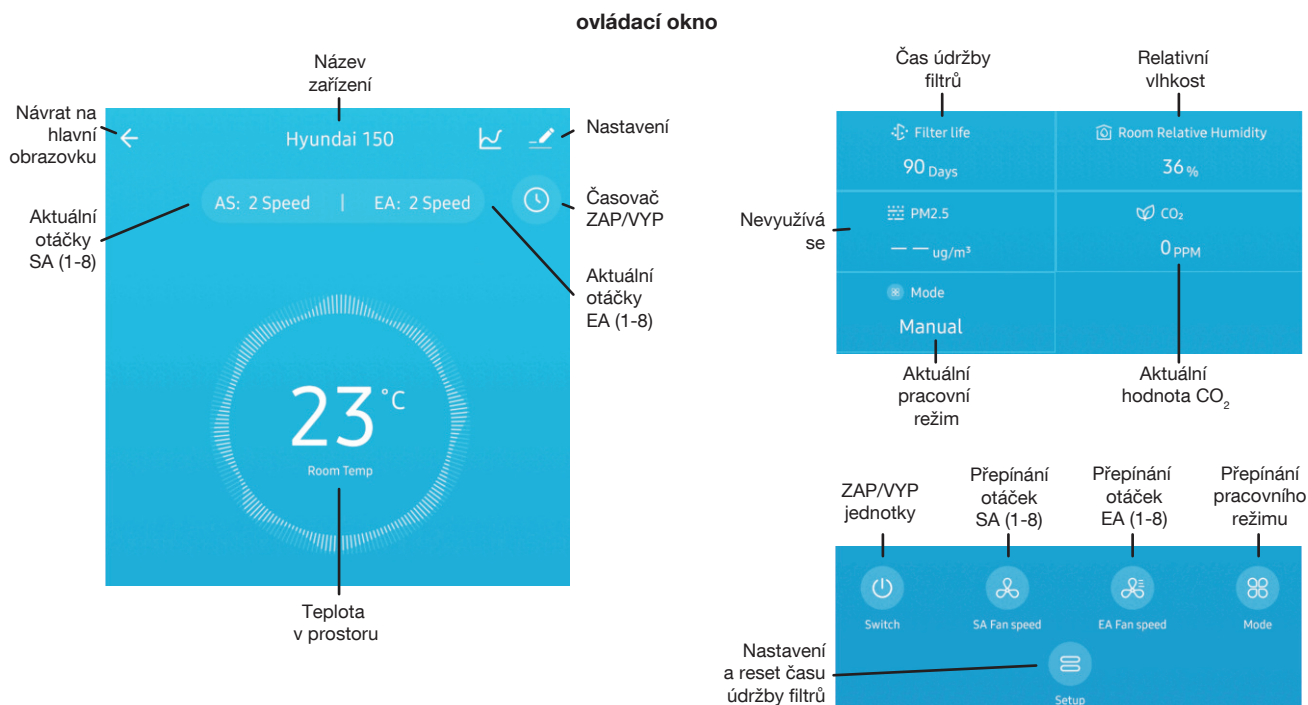 ovládací okno
Název
zařízení
Návrat na
hlavní
obrazovku
Hyundai 150
Nastavení
AS: 2 Speed | EA: 2 Speed
Časovač
ZAP/VYP
Aktuální
otáčky
SA (1-8)
Aktuální
otáčky
EA (1-8)
23 °C
Room Temp
Teplota
v prostoru
Čas údržby
filtrů
Relativní
vlhkost
Filter life
90 Days
Room Relative Humidity
36 %
Nevyužívá
se
PM2.5
— — ug/m³
CO₂
0 PPM
Mode
Manual
Aktuální
pracovní
režim
Aktuální
hodnota CO₂
ZAP/VYP
jednotky
Přepínání
otáček
SA (1-8)
Přepínání
otáček
EA (1-8)
Přepínání
pracovního
režimu
Switch
SA Fan speed
EA Fan speed
Mode
Nastavení
a reset času
údržby filtrů
Setup